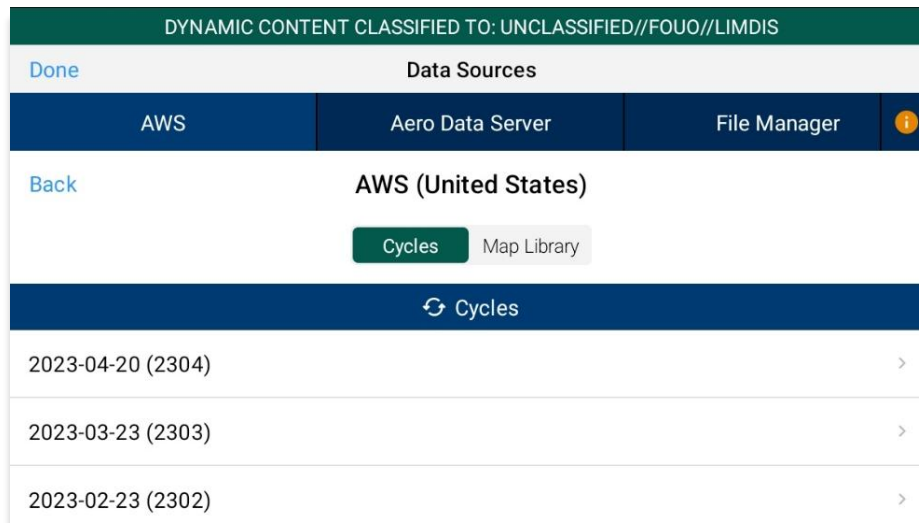 DYNAMIC CONTENT CLASSIFIED TO: UNCLASSIFIED//FOUO//LIMDIS
Done Data Sources
AWS Aero Data Server File Manager i
Back AWS (United States)
Cycles Map Library
Cycles
2023-04-20 (2304)
2023-03-23 (2303)
2023-02-23 (2302)